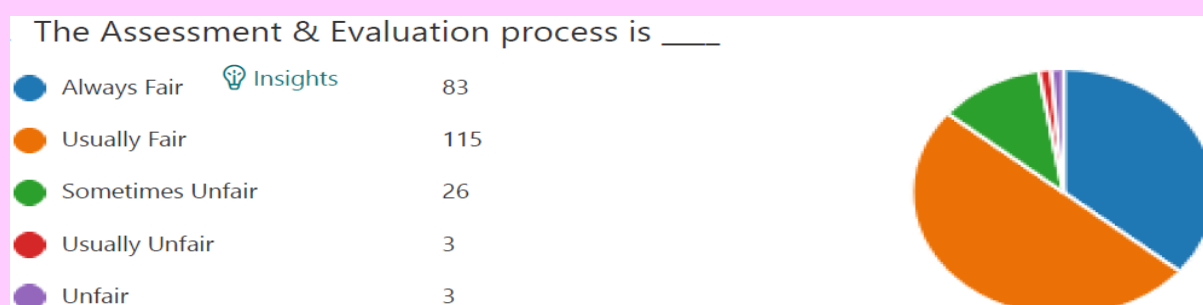 The Assessment & Evaluation process is ____
Always Fair Insights 83
Usually Fair 115
Sometimes Unfair 26
Usually Unfair 3
Unfair 3